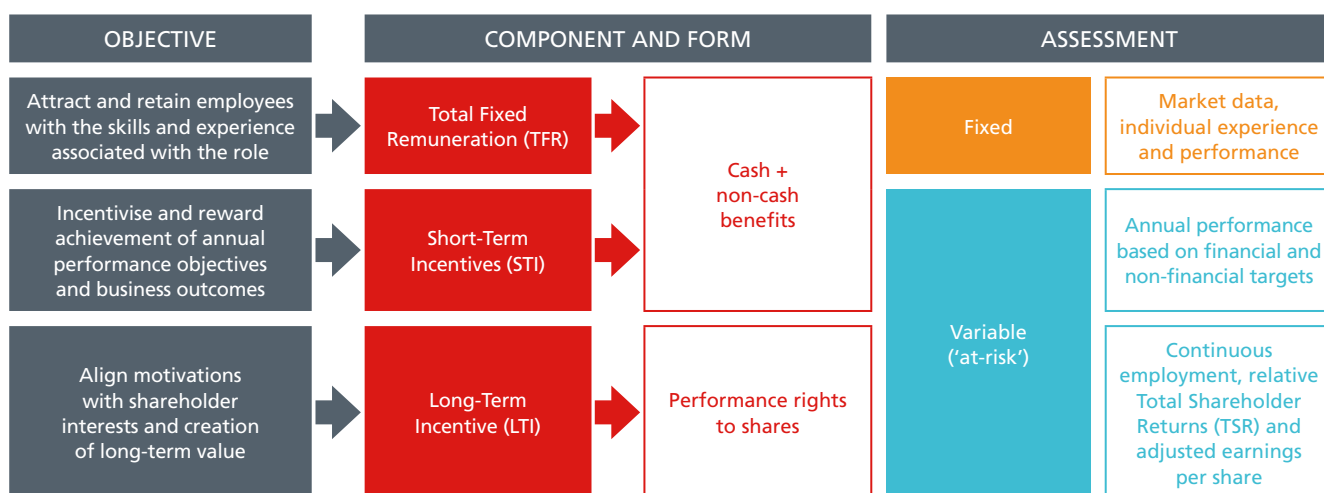 OBJECTIVE
COMPONENT AND FORM
ASSESSMENT
Attract and retain employees
with the skills and experience
associated with the role
Total Fixed
Remuneration (TFR)
Cash +
non-cash
benefits
Fixed
Market data,
individual experience
and performance
Incentivise and reward
achievement of annual
performance objectives
and business outcomes
Short-Term
Incentives (STI)
Variable
(‘at-risk’)
Annual performance
based on financial and
non-financial targets
Align motivations
with shareholder
interests and creation
of long-term value
Long-Term
Incentive (LTI)
Performance rights
to shares
Continuous
employment, relative
Total Shareholder
Returns (TSR) and
adjusted earnings
per share